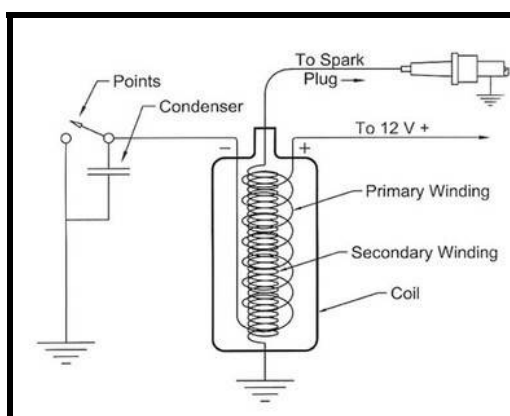 To Spark
Plug
Points
Condenser
To 12 V +
− +
Primary Winding
Secondary Winding
Coil